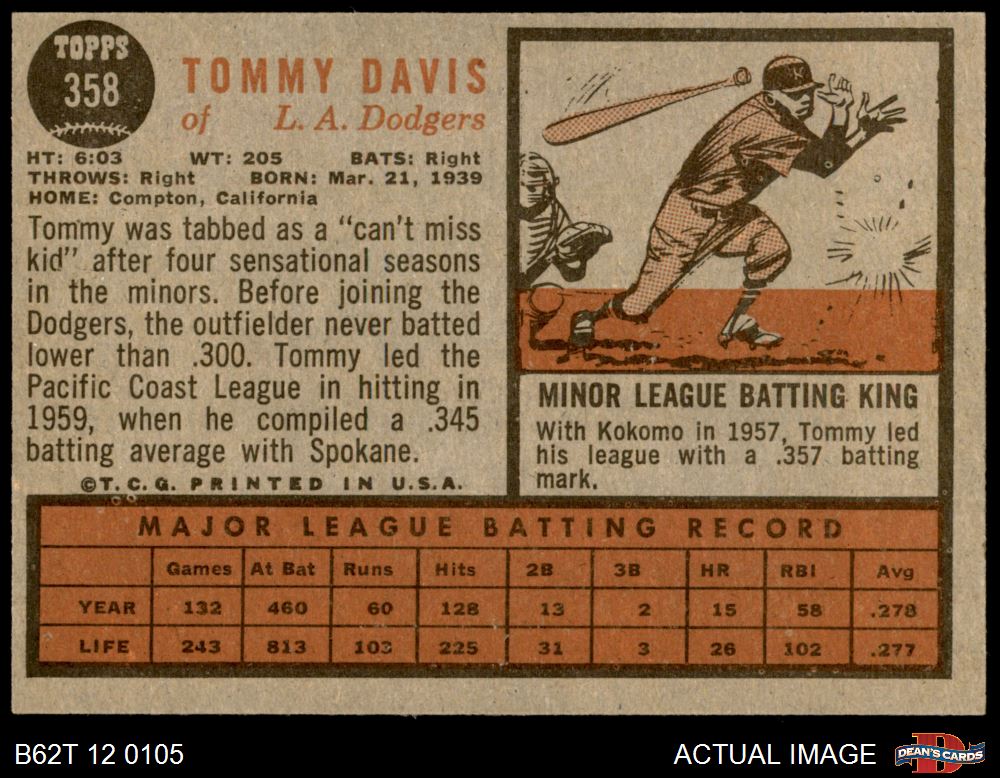 TOPPS
358
TOMMY DAVIS
of L. A. Dodgers
HT: 6:03 WT: 205 BATS: Right
THROWS: Right BORN: Mar. 21, 1939
HOME: Compton, California
Tommy was tabbed as a "can't miss
kid" after four sensational seasons
in the minors. Before joining the
Dodgers, the outfielder never batted
lower than .300. Tommy led the
Pacific Coast League in hitting in
1959, when he compiled a .345
batting average with Spokane.
©T.C.G. PRINTED IN U.S.A.
K
MINOR LEAGUE BATTING KING
With Kokomo in 1957, Tommy led
his league with a .357 batting
mark.
MAJOR LEAGUE BATTING RECORD
Games At Bat Runs Hits 2B 3B HR RBI Avg
YEAR 132 460 60 128 13 2 15 58 .278
LIFE 243 813 103 225 31 3 26 102 .277
B62T 12 0105
ACTUAL IMAGE
D
DEAN'S CARDS